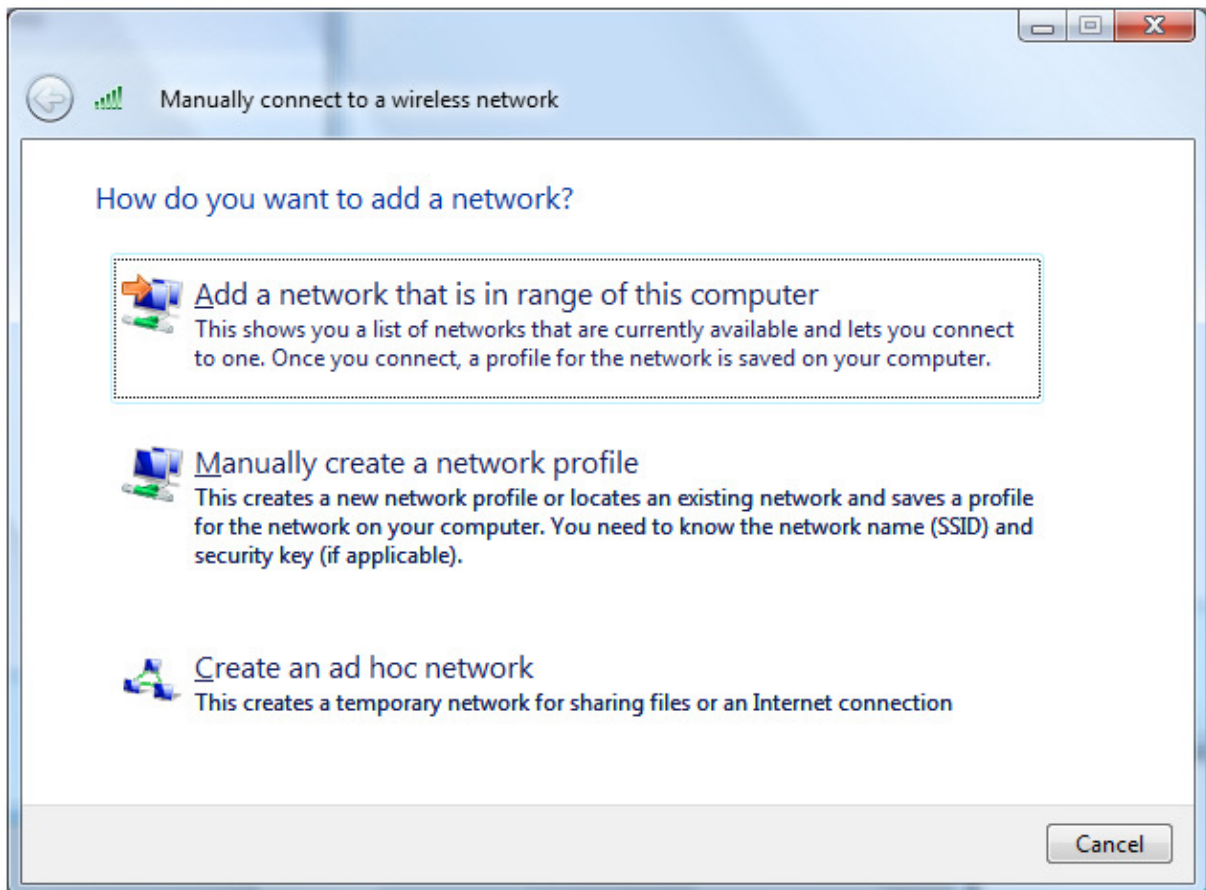 Manually connect to a wireless network
How do you want to add a network?
Add a network that is in range of this computer
This shows you a list of networks that are currently available and lets you connect
to one. Once you connect, a profile for the network is saved on your computer.
Manually create a network profile
This creates a new network profile or locates an existing network and saves a profile
for the network on your computer. You need to know the network name (SSID) and
security key (if applicable).
Create an ad hoc network
This creates a temporary network for sharing files or an Internet connection
Cancel